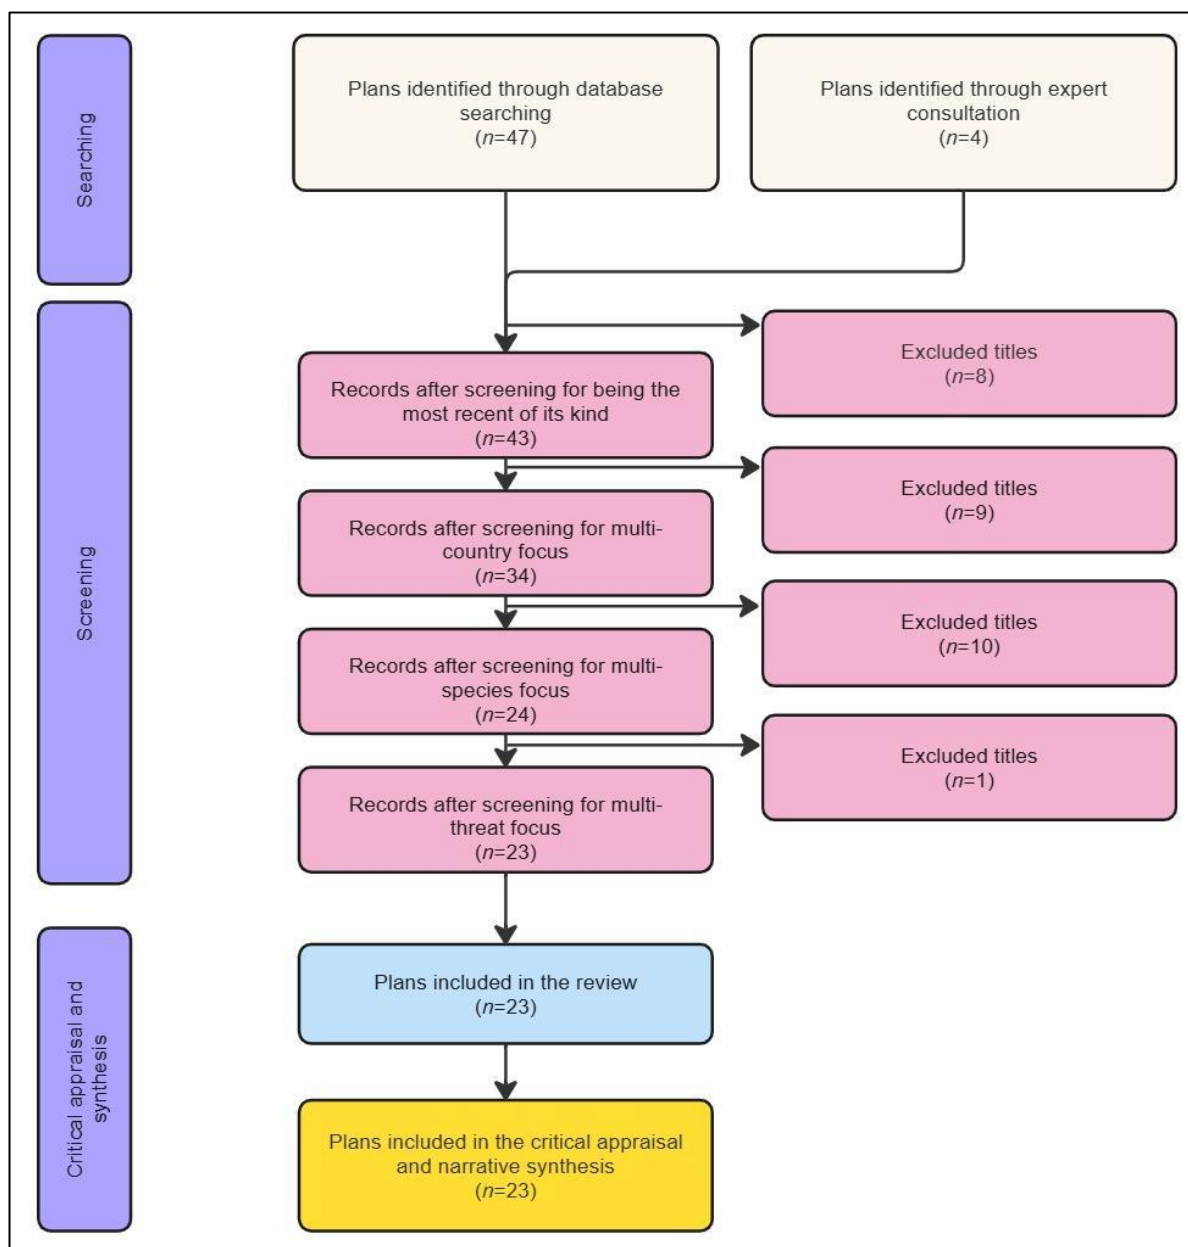 Searching
Plans identified through database
searching
(n=47)
Plans identified through expert
consultation
(n=4)
Screening
Excluded titles
(n=8)
Records after screening for being the
most recent of its kind
(n=43)
Excluded titles
(n=9)
Records after screening for multi-
country focus
(n=34)
Excluded titles
(n=10)
Records after screening for multi-
species focus
(n=24)
Excluded titles
(n=1)
Records after screening for multi-
threat focus
(n=23)
Critical appraisal and
synthesis
Plans included in the review
(n=23)
Plans included in the critical appraisal
and narrative synthesis
(n=23)